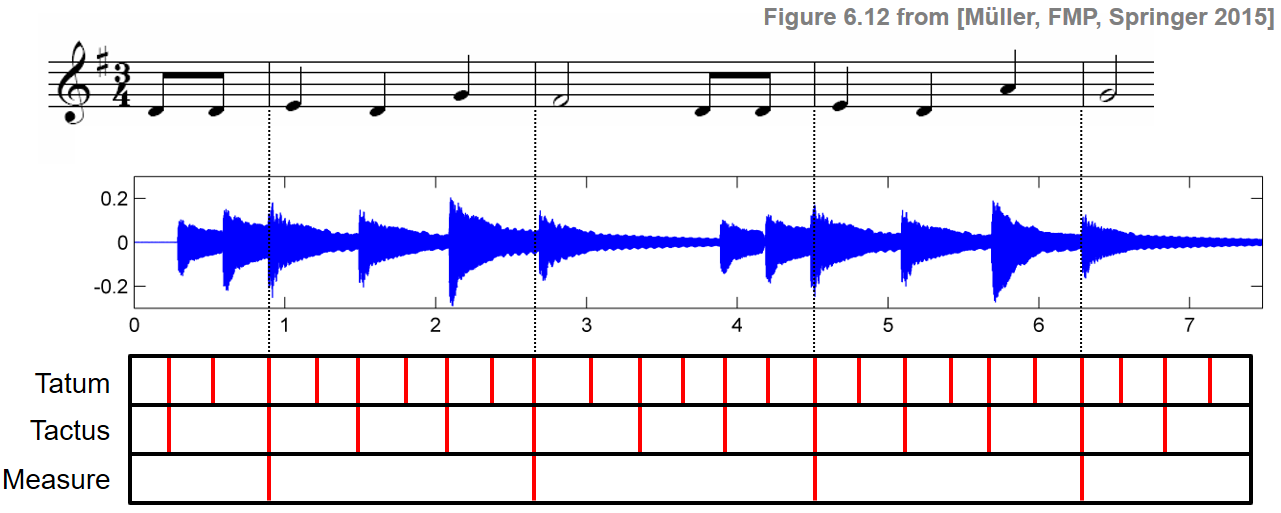 Figure 6.12 from [Müller, FMP, Springer 2015]
3
4
0.2
0
-0.2
0 1 2 3 4 5 6 7
Tatum
Tactus
Measure